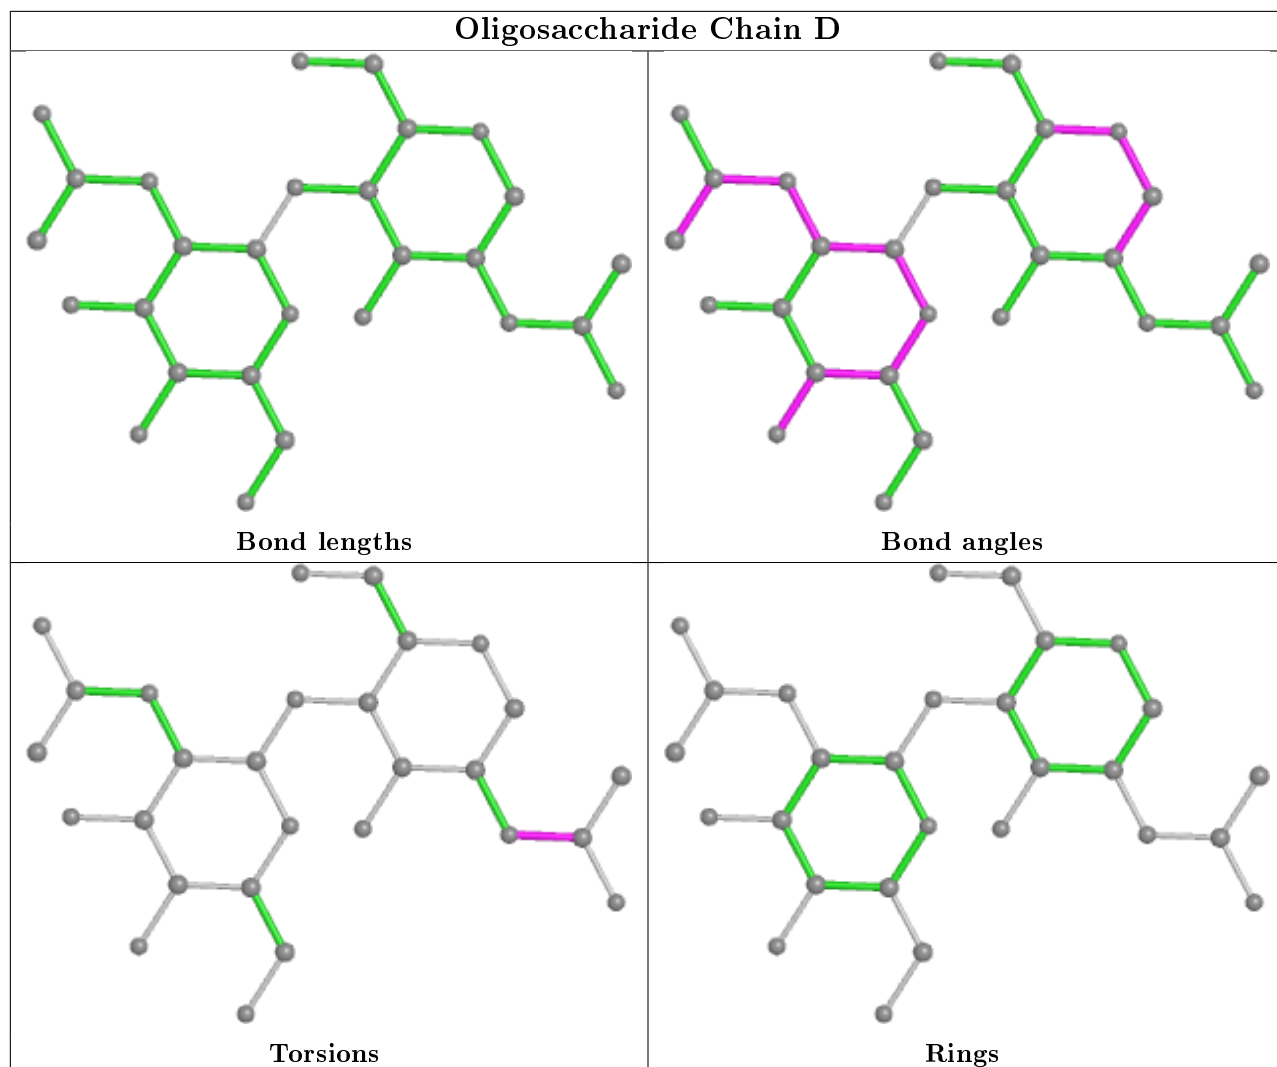 Oligosaccharide Chain D
Bond lengths
Bond angles
Torsions
Rings